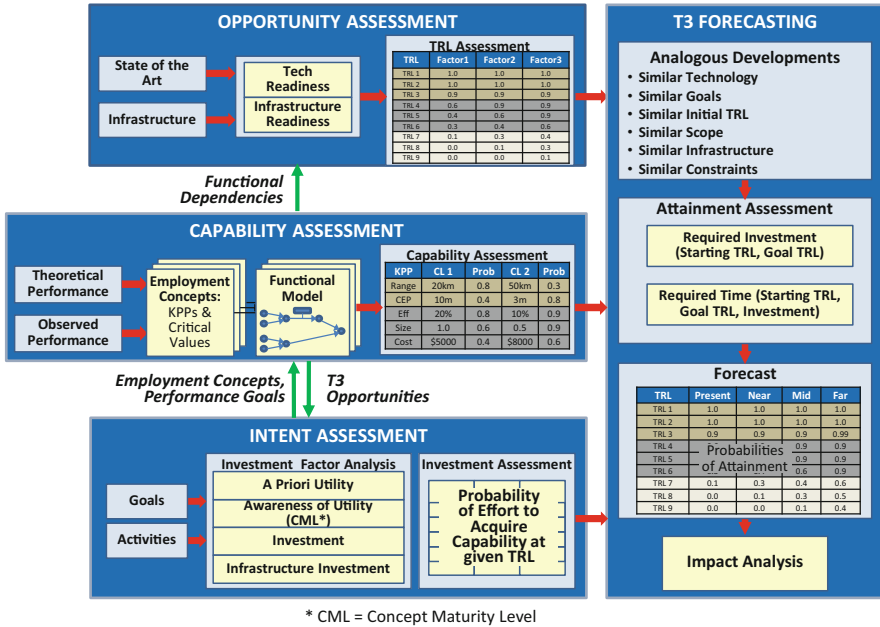 OPPORTUNITY ASSESSMENT
State of the
Art
Infrastructure
Tech
Readiness
Infrastructure
Readiness
TRL Assessment
TRL Factor1 Factor2 Factor3
TRL 1 1.0 1.0 1.0
TRL 2 1.0 1.0 1.0
TRL 3 0.9 0.9 0.9
TRL 4 0.6 0.9 0.9
TRL 5 0.4 0.6 0.9
TRL 6 0.3 0.4 0.6
TRL 7 0.1 0.3 0.4
TRL 8 0.0 0.1 0.3
TRL 9 0.0 0.0 0.1
Functional
Dependencies
CAPABILITY ASSESSMENT
Theoretical
Performance
Observed
Performance
Employment
Concepts:
KPPs &
Critical
Values
Functional
Model
Capability Assessment
KPP CL 1 Prob CL 2 Prob
Range 20km 0.8 50km 0.3
CEP 10m 0.4 3m 0.8
Eff 20% 0.8 10% 0.9
Size 1.0 0.6 0.5 0.9
Cost $5000 0.4 $8000 0.6
Employment Concepts,
Performance Goals
T3
Opportunities
INTENT ASSESSMENT
Goals
Activities
Investment Factor Analysis
A Priori Utility
Awareness of Utility
(CML*)
Investment
Infrastructure Investment
Investment Assessment
Probability
of Effort to
Acquire
Capability at
given TRL
T3 FORECASTING
Analogous Developments
• Similar Technology
• Similar Goals
• Similar Initial TRL
• Similar Scope
• Similar Infrastructure
• Similar Constraints
Attainment Assessment
Required Investment
(Starting TRL, Goal TRL)
Required Time (Starting TRL,
Goal TRL, Investment)
Forecast
TRL Present Near Mid Far
TRL 1 1.0 1.0 1.0 1.0
TRL 2 1.0 1.0 1.0 1.0
TRL 3 0.9 0.9 0.9 0.99
TRL 4 0.9 0.9
TRL 5 0.9 0.9
TRL 6 0.6 0.9
Probabilities
of Attainment
TRL 7 0.1 0.3 0.4 0.6
TRL 8 0.0 0.1 0.3 0.5
TRL 9 0.0 0.0 0.1 0.4
Impact Analysis
* CML = Concept Maturity Level